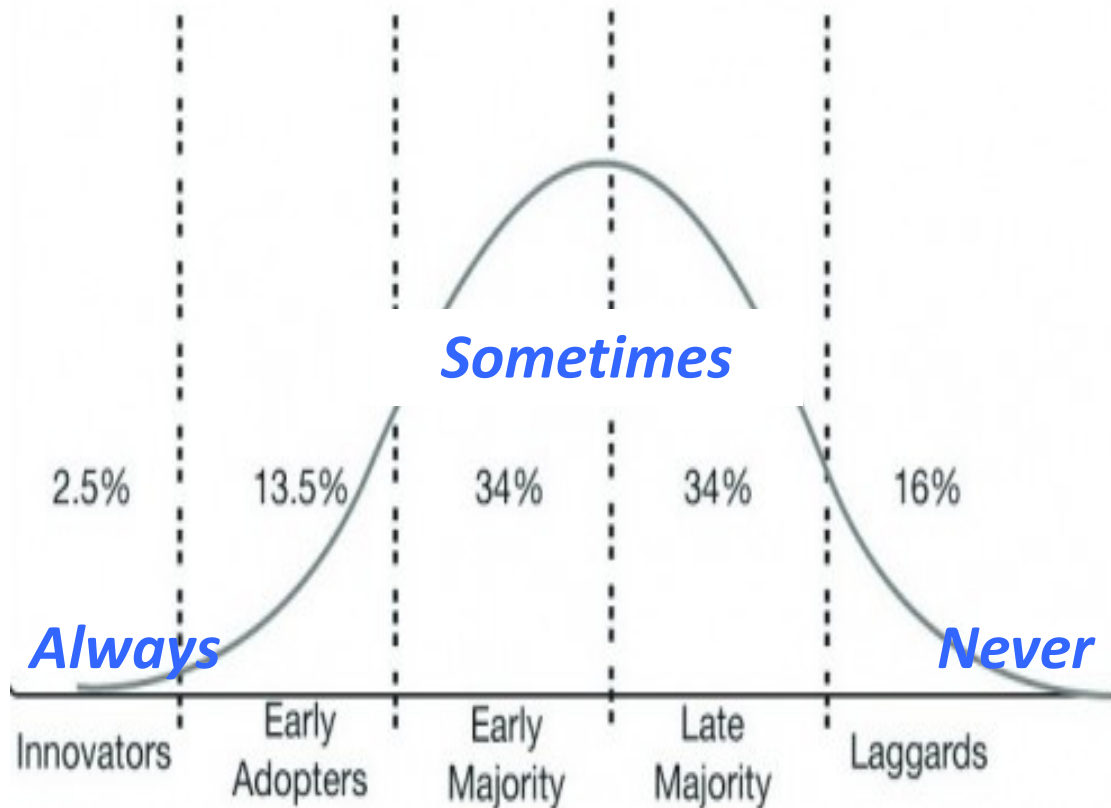 Sometimes
2.5% 13.5% 34% 34% 16%
Always Never
Innovators
Early
Adopters
Early
Majority
Late
Majority
Laggards